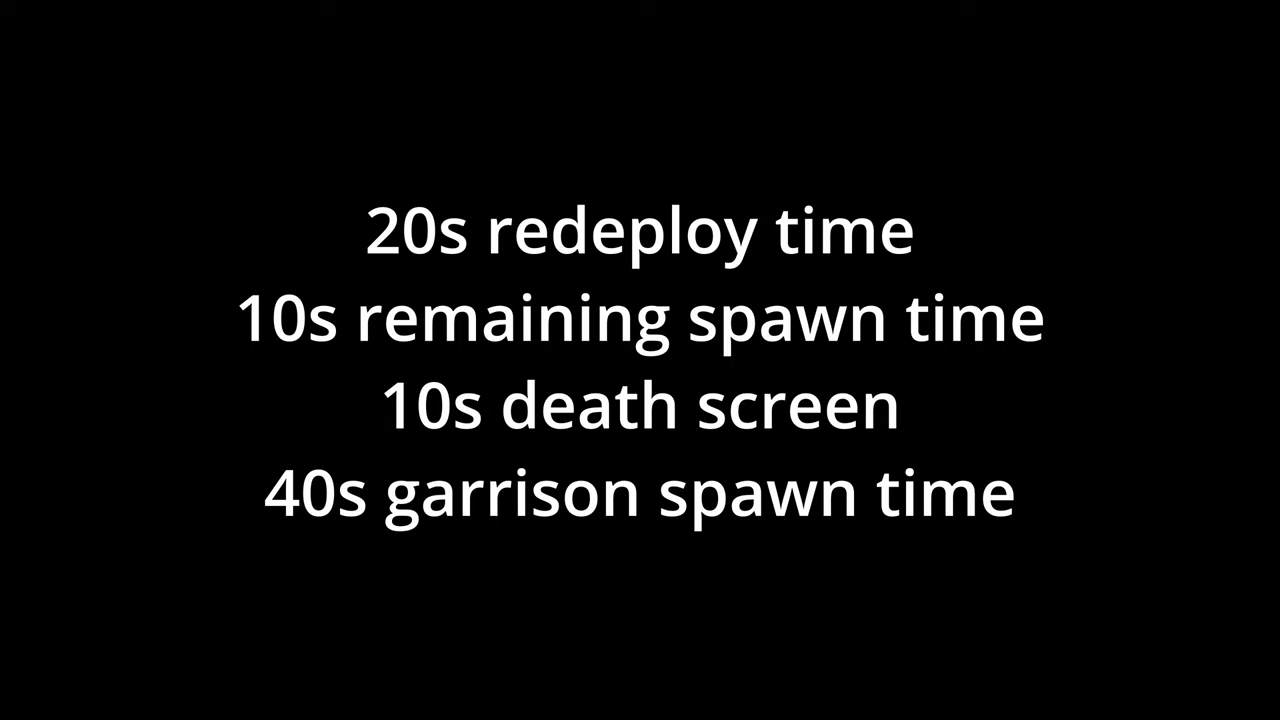 20s redeploy time
10s remaining spawn time
10s death screen
40s garrison spawn time